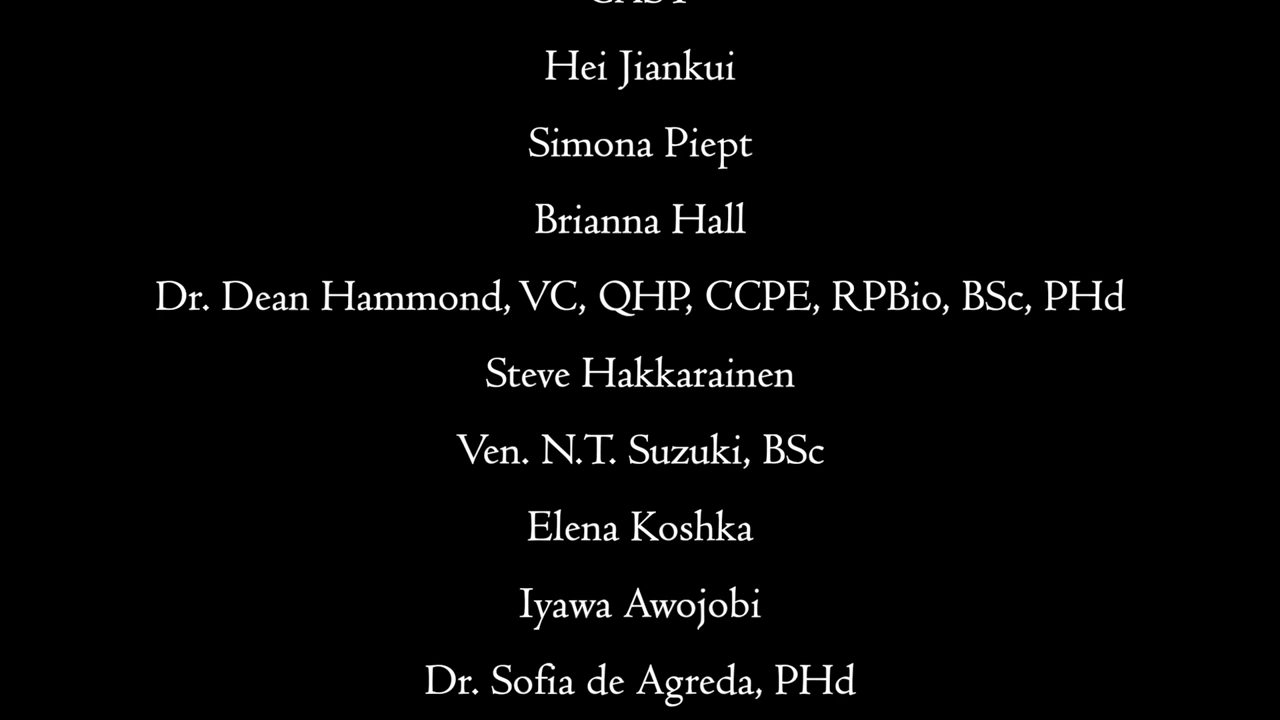 CAST
Hei Jiankui
Simona Piept
Brianna Hall
Dr. Dean Hammond, VC, QHP, CCPE, RPBio, BSc, PHd
Steve Hakkarainen
Ven. N.T. Suzuki, BSc
Elena Koshka
Iyawa Awojobi
Dr. Sofia de Agreda, PHd